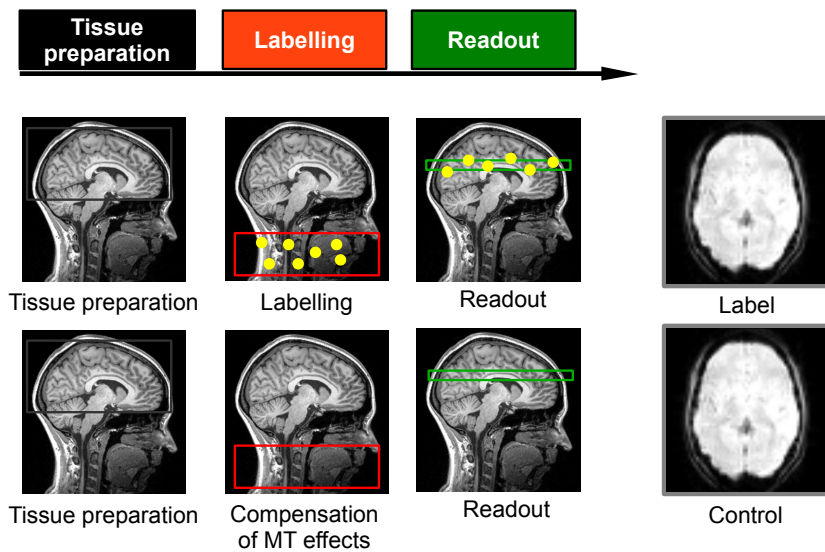 Tissue
preparation
Labelling
Readout
Tissue preparation
Labelling
Readout
Label
Tissue preparation
Compensation
of MT effects
Readout
Control